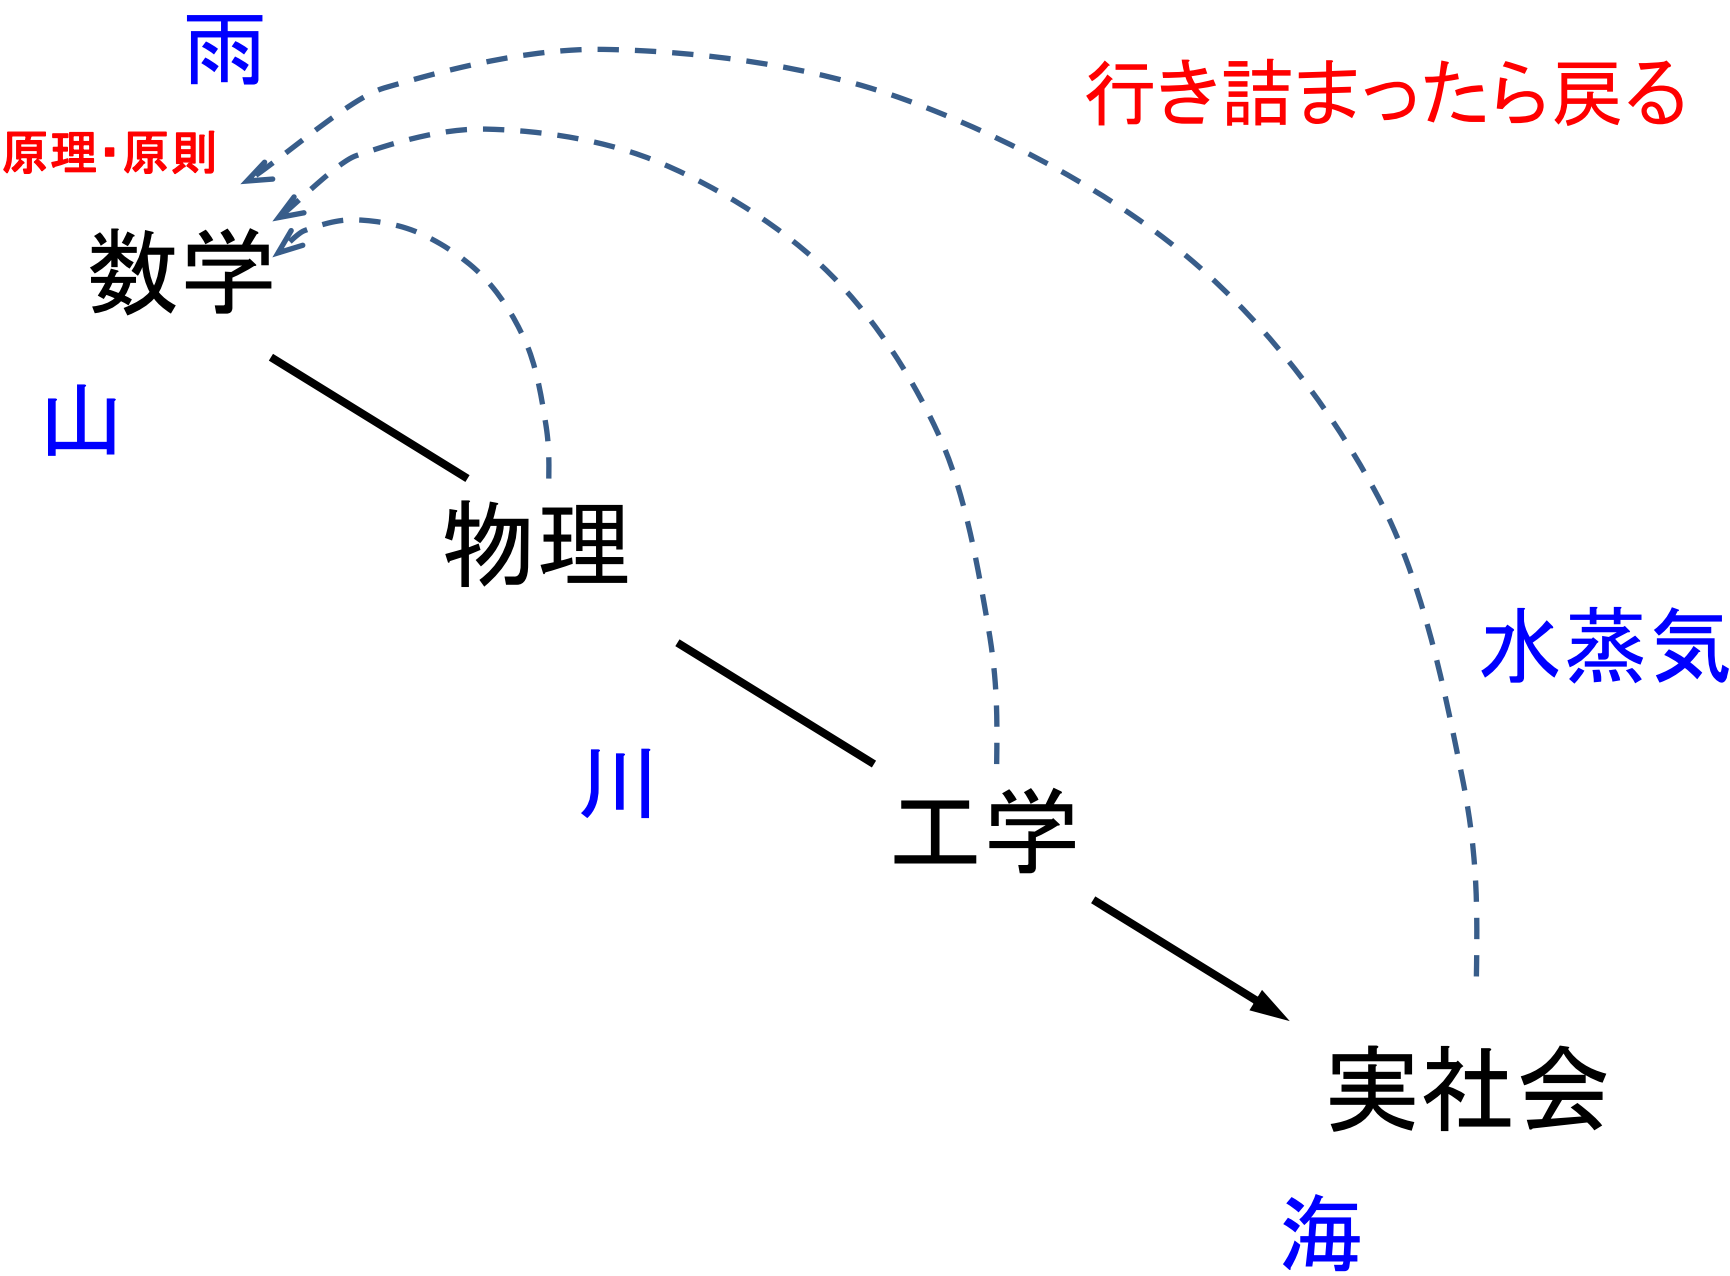 雨
行き詰まったら戻る
原理・原則
数学
山
物理
水蒸気
川
工学
実社会
海